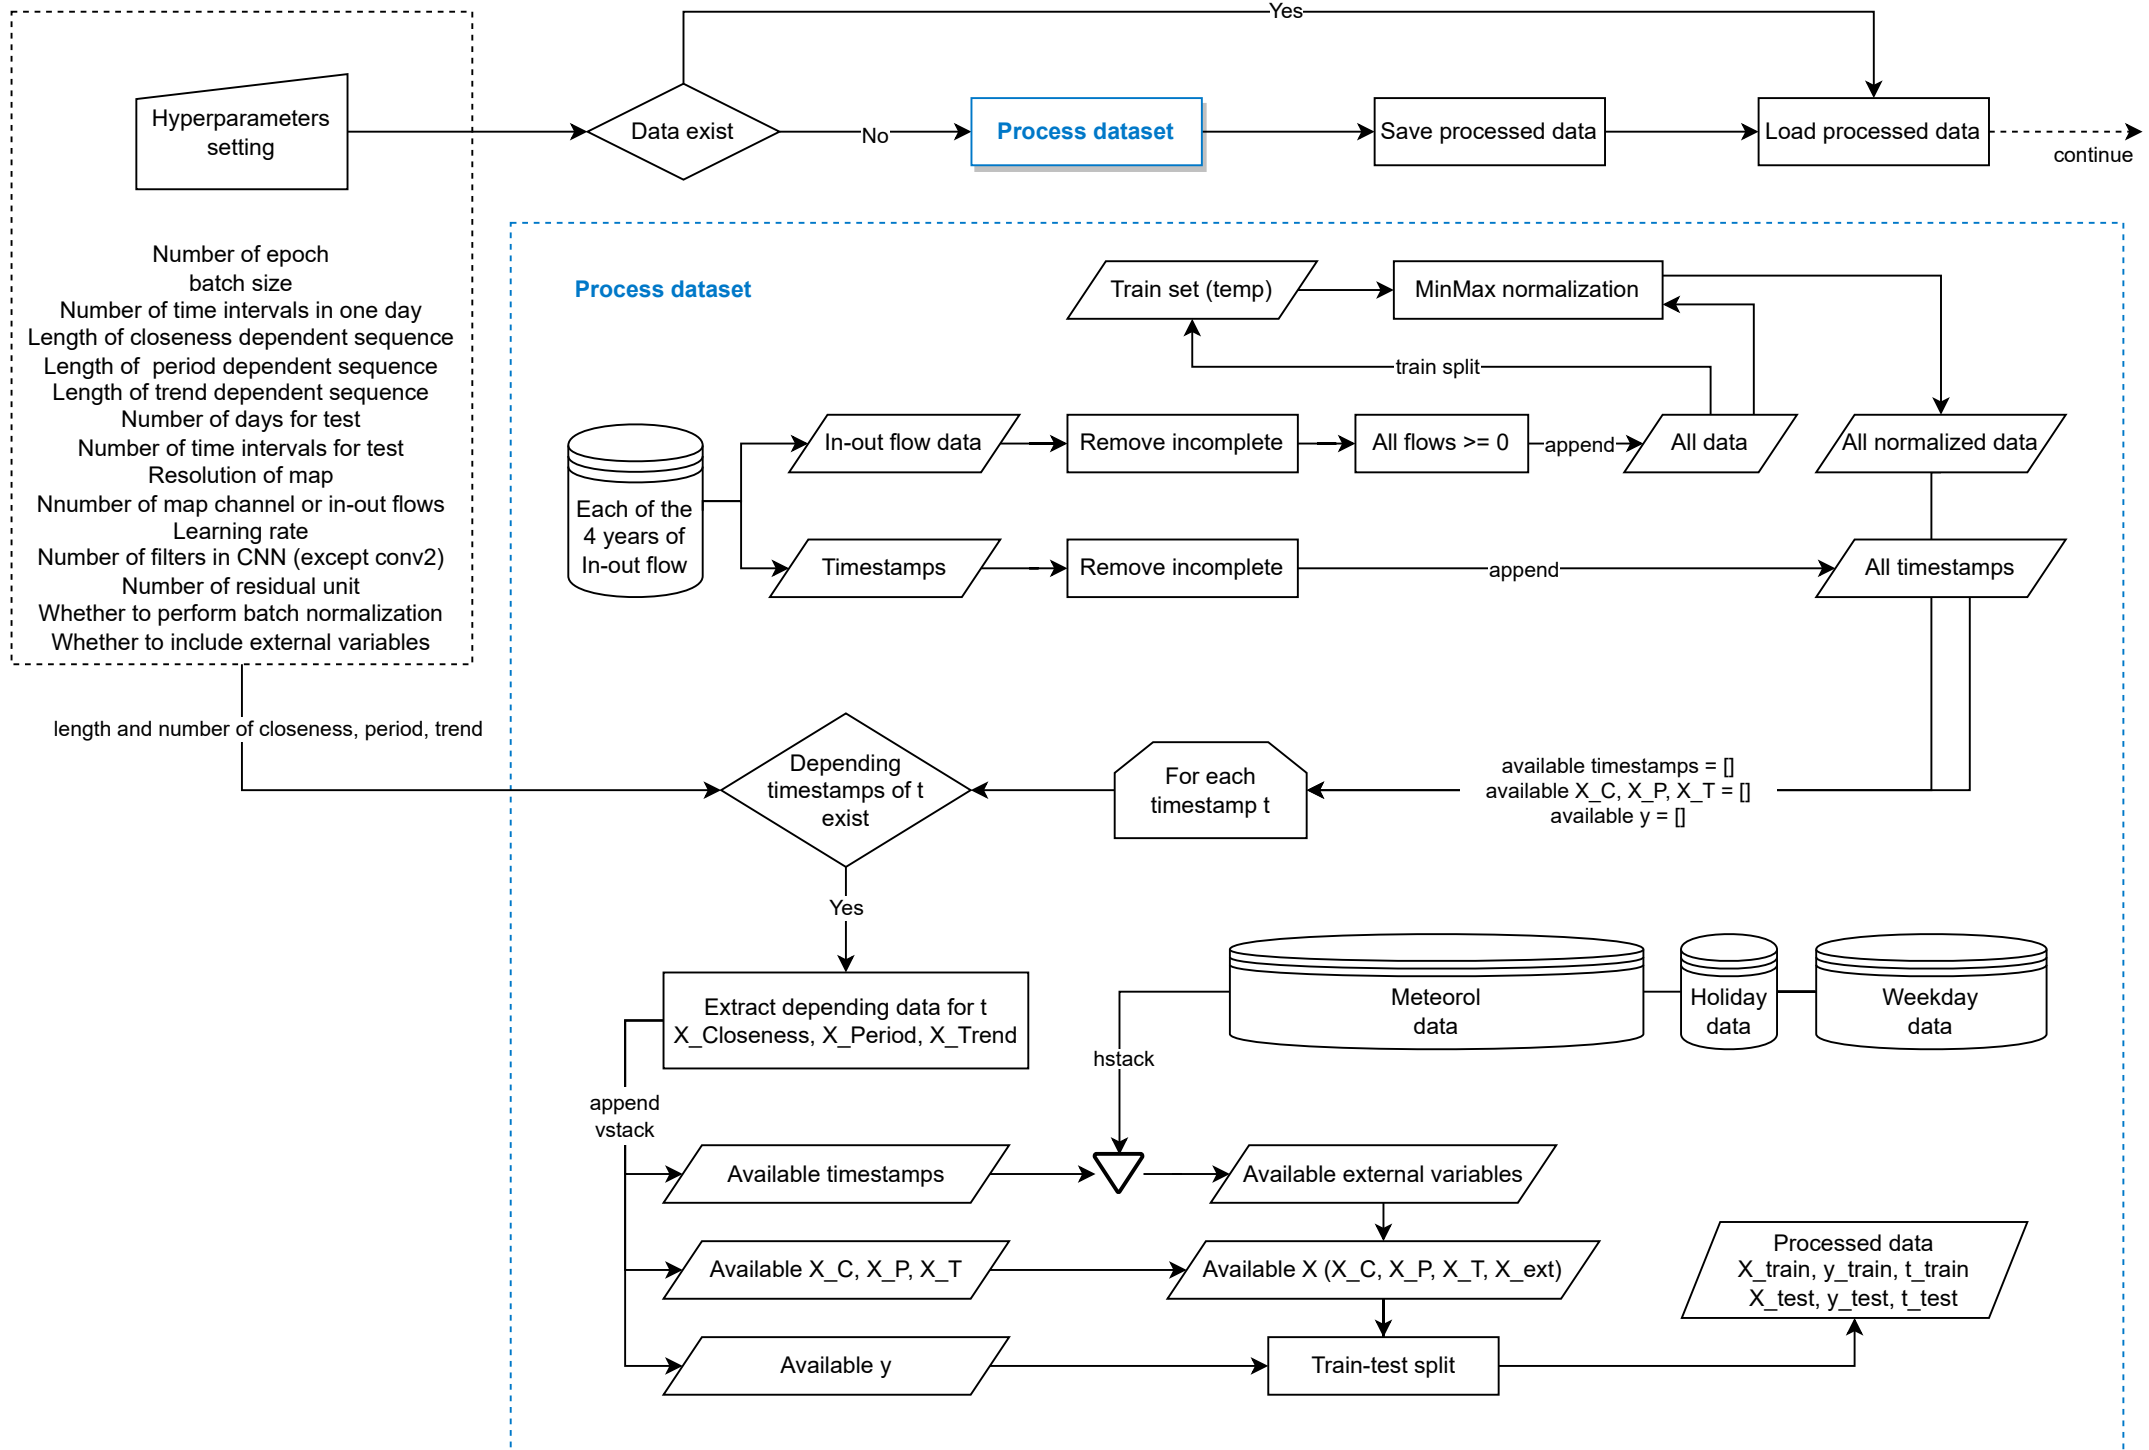 Yes
Hyperparameters
setting
Data exist
No
Process dataset
Save processed data
Load processed data
continue
Number of epoch
batch size
Number of time intervals in one day
Length of closeness dependent sequence
Length of  period dependent sequence
Length of trend dependent sequence
Number of days for test
Number of time intervals for test
Resolution of map
Nnumber of map channel or in-out flows
Learning rate
Number of filters in CNN (except conv2)
Number of residual unit
Whether to perform batch normalization
Whether to include external variables
length and number of closeness, period, trend
Process dataset
Train set (temp)
MinMax normalization
train split
Each of the
4 years of
In-out flow
In-out flow data
Remove incomplete
All flows >= 0
append
All data
All normalized data
Timestamps
Remove incomplete
append
All timestamps
Depending
timestamps of t
exist
For each
timestamp t
available timestamps = []
available X_C, X_P, X_T = []
available y = []
Yes
Extract depending data for t
X_Closeness, X_Period, X_Trend
Meteorol
data
Holiday
data
Weekday
data
hstack
append
vstack
Available timestamps
Available external variables
Available X_C, X_P, X_T
Available X (X_C, X_P, X_T, X_ext)
Processed data
X_train, y_train, t_train
X_test, y_test, t_test
Available y
Train-test split